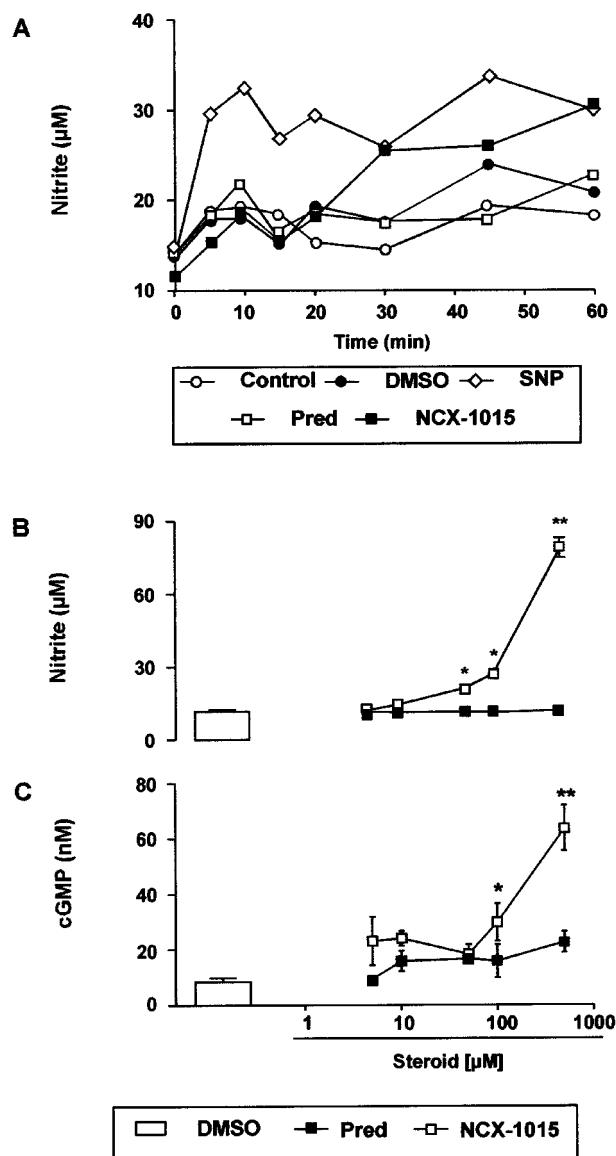 A
40
30
20
10
Nitrite (µM)
0 10 20 30 40 50 60
Time (min)
Control DMSO SNP
Pred NCX-1015
B
90
60
30
0
Nitrite (µM)
* * **
C
80
60
40
20
0
cGMP (nM)
* **
1 10 100 1000
Steroid [µM]
DMSO Pred NCX-1015